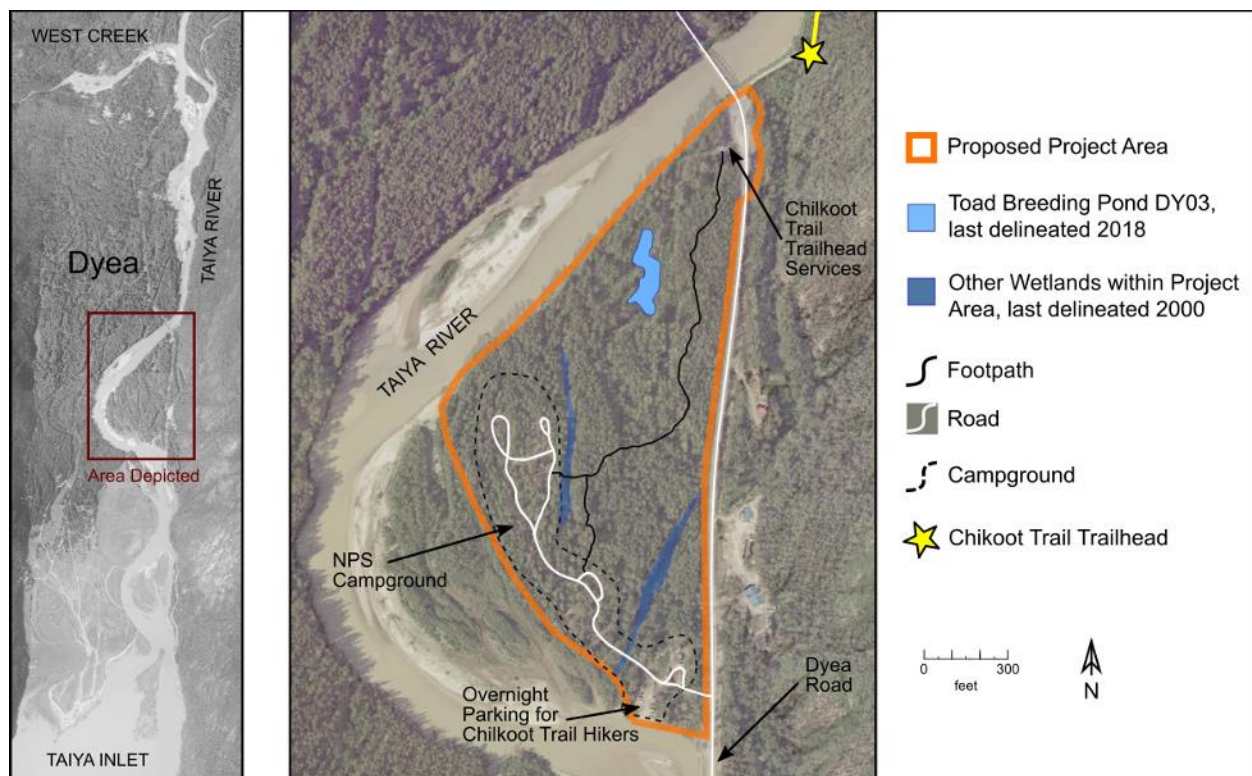 WEST CREEK
TAIYA RIVER
Dyea
Area Depicted
TAIYA INLET
TAIYA RIVER
Chilkoot
Trail
Trailhead
Services
NPS
Campground
Overnight
Parking for
Chilkoot Trail Hikers
Dyea
Road
Proposed Project Area
Toad Breeding Pond DY03,
last delineated 2018
Other Wetlands within Project
Area, last delineated 2000
Footpath
Road
Campground
Chikoot Trail Trailhead
0 300
feet
N